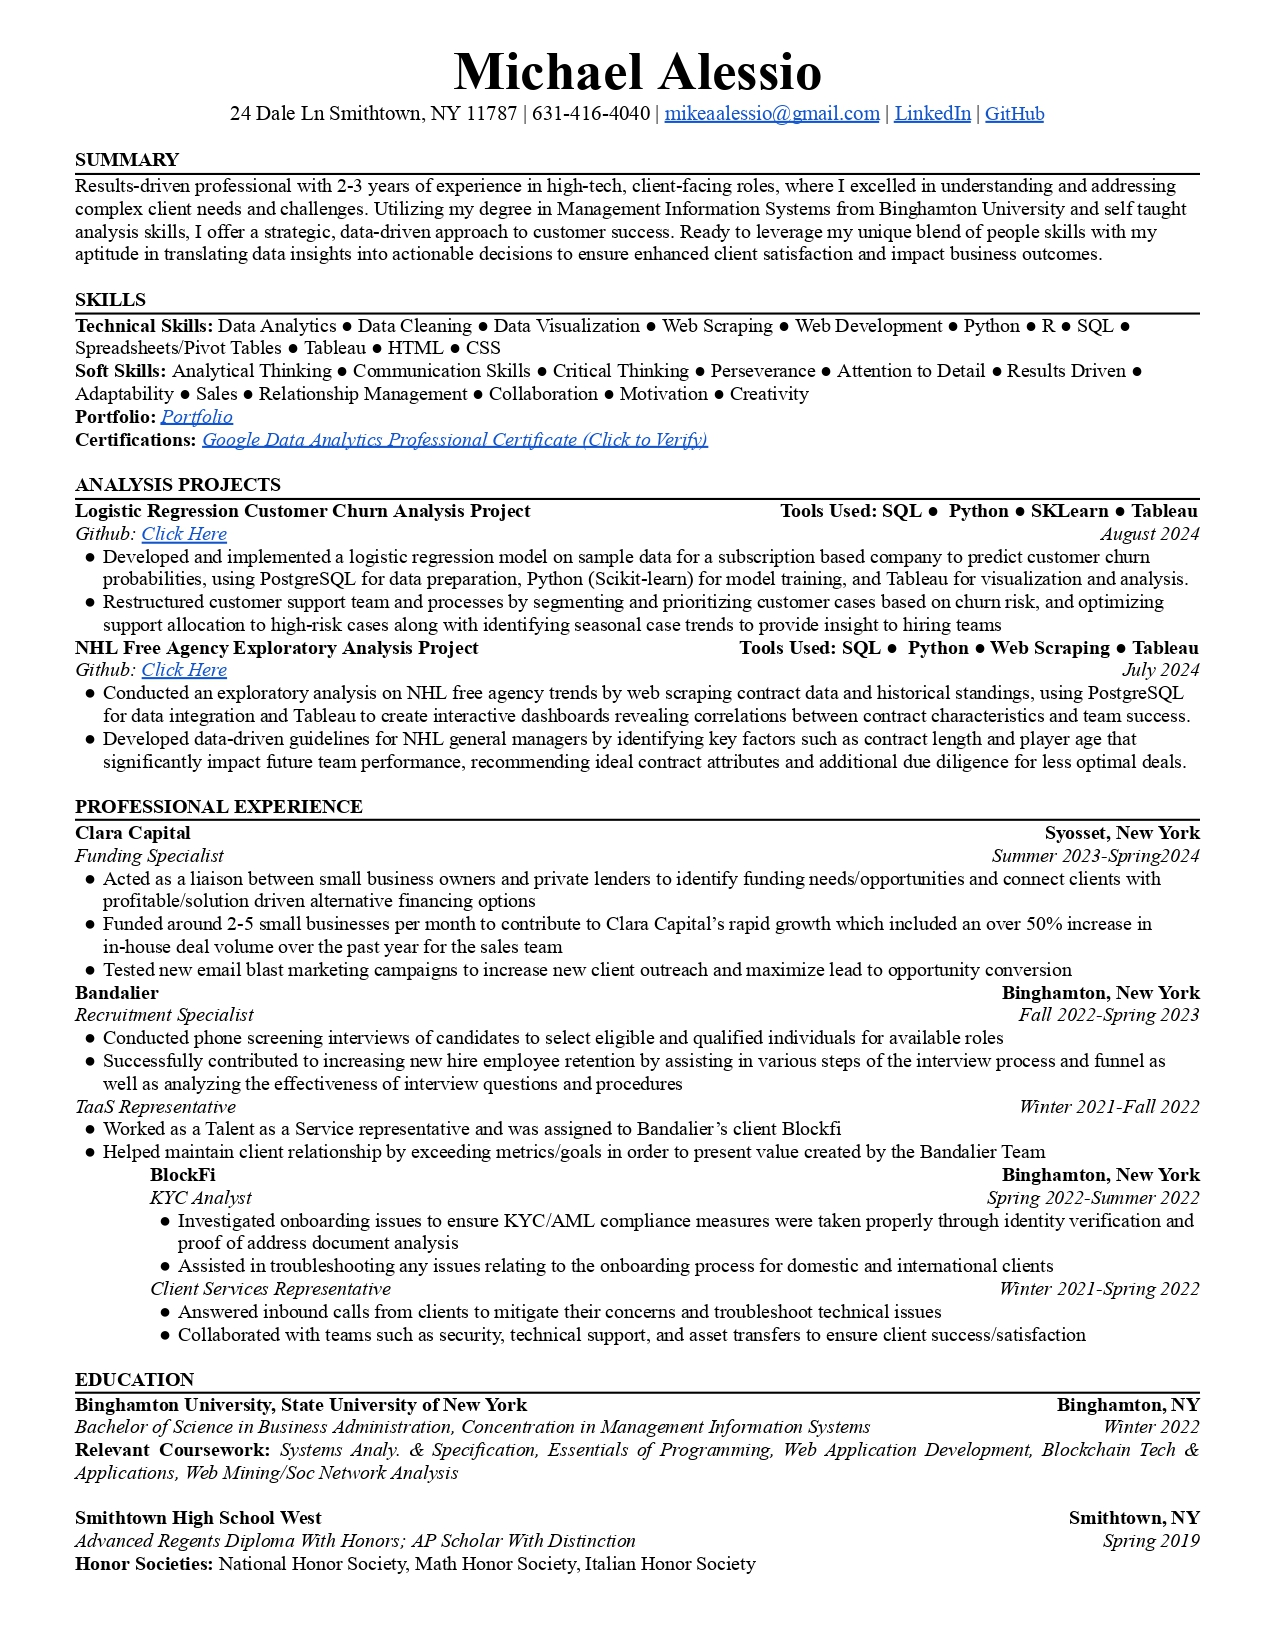 Michael Alessio
24 Dale Ln Smithtown, NY 11787 | 631-416-4040 | mikeaalessio@gmail.com | LinkedIn | GitHub
SUMMARY
Results-driven professional with 2-3 years of experience in high-tech, client-facing roles, where I excelled in understanding and addressing
complex client needs and challenges. Utilizing my degree in Management Information Systems from Binghamton University and self taught
analysis skills, I offer a strategic, data-driven approach to customer success. Ready to leverage my unique blend of people skills with my
aptitude in translating data insights into actionable decisions to ensure enhanced client satisfaction and impact business outcomes.
SKILLS
Technical Skills: Data Analytics ● Data Cleaning ● Data Visualization ● Web Scraping ● Web Development ● Python ● R ● SQL ●
Spreadsheets/Pivot Tables ● Tableau ● HTML ● CSS
Soft Skills: Analytical Thinking ● Communication Skills ● Critical Thinking ● Perseverance ● Attention to Detail ● Results Driven ●
Adaptability ● Sales ● Relationship Management ● Collaboration ● Motivation ● Creativity
Portfolio: Portfolio
Certifications: Google Data Analytics Professional Certificate (Click to Verify)
ANALYSIS PROJECTS
Logistic Regression Customer Churn Analysis Project Tools Used: SQL ● Python ● SKLearn ● Tableau
Github: Click Here August 2024
● Developed and implemented a logistic regression model on sample data for a subscription based company to predict customer churn
probabilities, using PostgreSQL for data preparation, Python (Scikit-learn) for model training, and Tableau for visualization and analysis.
● Restructured customer support team and processes by segmenting and prioritizing customer cases based on churn risk, and optimizing
support allocation to high-risk cases along with identifying seasonal case trends to provide insight to hiring teams
NHL Free Agency Exploratory Analysis Project Tools Used: SQL ● Python ● Web Scraping ● Tableau
Github: Click Here July 2024
● Conducted an exploratory analysis on NHL free agency trends by web scraping contract data and historical standings, using PostgreSQL
for data integration and Tableau to create interactive dashboards revealing correlations between contract characteristics and team success.
● Developed data-driven guidelines for NHL general managers by identifying key factors such as contract length and player age that
significantly impact future team performance, recommending ideal contract attributes and additional due diligence for less optimal deals.
PROFESSIONAL EXPERIENCE
Clara Capital Syosset, New York
Funding Specialist Summer 2023-Spring2024
● Acted as a liaison between small business owners and private lenders to identify funding needs/opportunities and connect clients with
profitable/solution driven alternative financing options
● Funded around 2-5 small businesses per month to contribute to Clara Capital’s rapid growth which included an over 50% increase in
in-house deal volume over the past year for the sales team
● Tested new email blast marketing campaigns to increase new client outreach and maximize lead to opportunity conversion
Bandalier Binghamton, New York
Recruitment Specialist Fall 2022-Spring 2023
● Conducted phone screening interviews of candidates to select eligible and qualified individuals for available roles
● Successfully contributed to increasing new hire employee retention by assisting in various steps of the interview process and funnel as
well as analyzing the effectiveness of interview questions and procedures
TaaS Representative Winter 2021-Fall 2022
● Worked as a Talent as a Service representative and was assigned to Bandalier’s client Blockfi
● Helped maintain client relationship by exceeding metrics/goals in order to present value created by the Bandalier Team
BlockFi Binghamton, New York
KYC Analyst Spring 2022-Summer 2022
● Investigated onboarding issues to ensure KYC/AML compliance measures were taken properly through identity verification and
proof of address document analysis
● Assisted in troubleshooting any issues relating to the onboarding process for domestic and international clients
Client Services Representative Winter 2021-Spring 2022
● Answered inbound calls from clients to mitigate their concerns and troubleshoot technical issues
● Collaborated with teams such as security, technical support, and asset transfers to ensure client success/satisfaction
EDUCATION
Binghamton University, State University of New York Binghamton, NY
Bachelor of Science in Business Administration, Concentration in Management Information Systems Winter 2022
Relevant Coursework: Systems Analy. & Specification, Essentials of Programming, Web Application Development, Blockchain Tech &
Applications, Web Mining/Soc Network Analysis
Smithtown High School West Smithtown, NY
Advanced Regents Diploma With Honors; AP Scholar With Distinction Spring 2019
Honor Societies: National Honor Society, Math Honor Society, Italian Honor Society